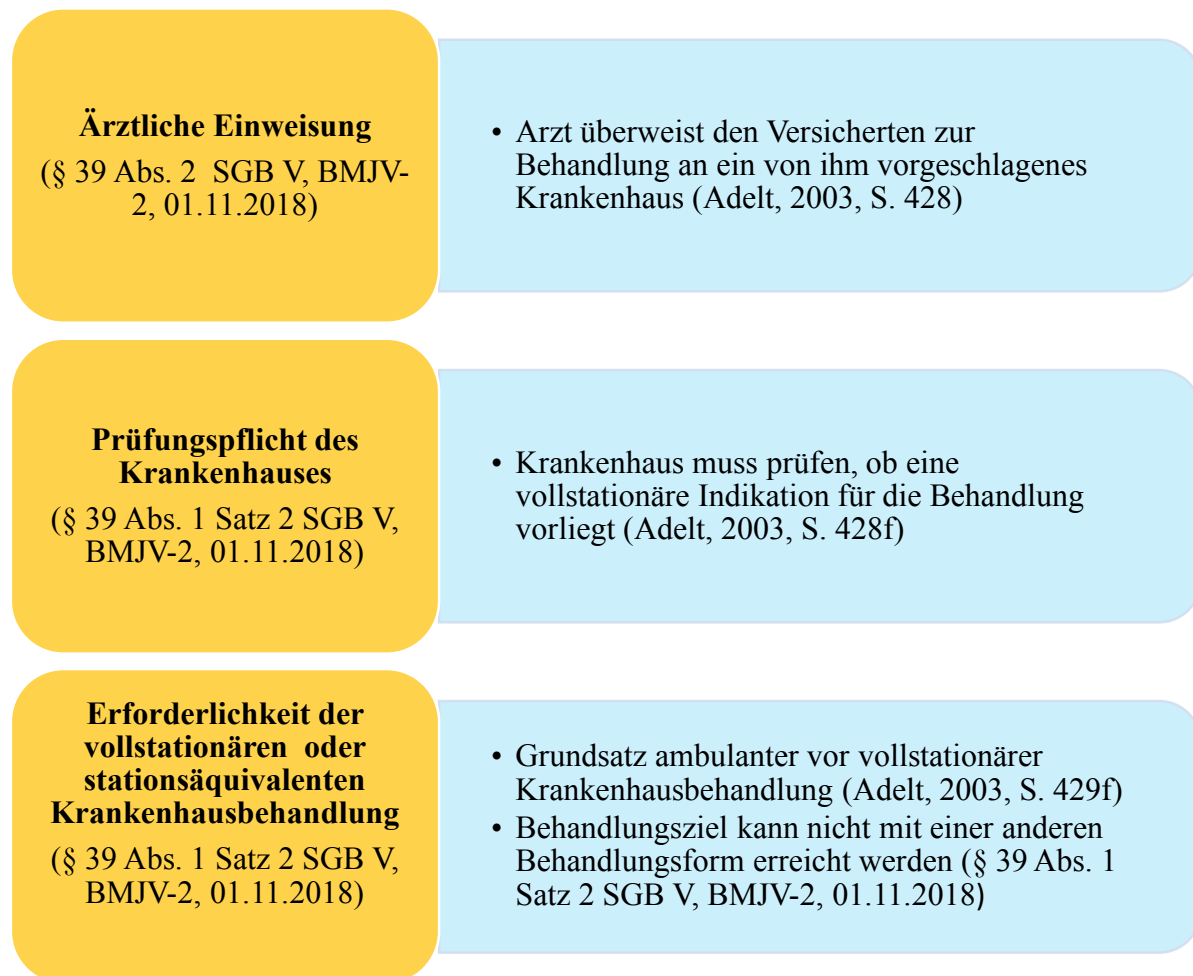 Ärztliche Einweisung
(§ 39 Abs. 2  SGB V, BMJV-
2, 01.11.2018)
• Arzt überweist den Versicherten zur
Behandlung an ein von ihm vorgeschlagenes
Krankenhaus (Adelt, 2003, S. 428)
Prüfungspflicht des
Krankenhauses
(§ 39 Abs. 1 Satz 2 SGB V,
BMJV-2, 01.11.2018)
• Krankenhaus muss prüfen, ob eine
vollstationäre Indikation für die Behandlung
vorliegt (Adelt, 2003, S. 428f)
Erforderlichkeit der
vollstationären  oder
stationsäquivalenten
Krankenhausbehandlung
(§ 39 Abs. 1 Satz 2 SGB V,
BMJV-2, 01.11.2018)
• Grundsatz ambulanter vor vollstationärer
Krankenhausbehandlung (Adelt, 2003, S. 429f)
• Behandlungsziel kann nicht mit einer anderen
Behandlungsform erreicht werden (§ 39 Abs. 1
Satz 2 SGB V, BMJV-2, 01.11.2018)